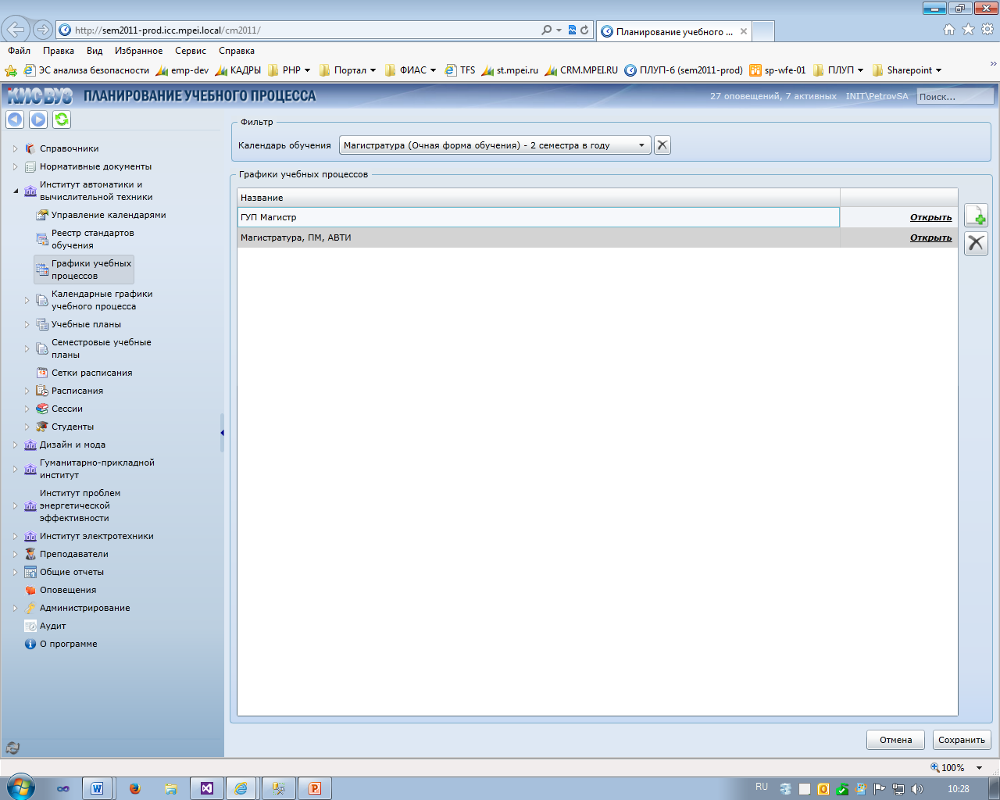 http://sem2011-prod.icc.mpei.local/cm2011/
Планирование учебного ...
Файл Правка Вид Избранное Сервис Справка
ЭС анализа безопасности emp-dev КАДРЫ PHP Портал ФИАС TFS st.mpei.ru CRM.MPEI.RU ПЛУП-6 (sem2011-prod) sp-wfe-01 ПЛУП Sharepoint
КИС ВУЗ ПЛАНИРОВАНИЕ УЧЕБНОГО ПРОЦЕССА
27 оповещений, 7 активных INIT\PetrovSA Поиск...
Справочники
Нормативные документы
Институт автоматики и
вычислительной техники
Управление календарями
Реестр стандартов
обучения
Графики учебных
процессов
Календарные графики
учебного процесса
Учебные планы
Семестровые учебные
планы
Сетки расписания
Расписания
Сессии
Студенты
Дизайн и мода
Гуманитарно-прикладной
институт
Институт проблем
энергетической
эффективности
Институт электротехники
Преподаватели
Общие отчеты
Оповещения
Администрирование
Аудит
О программе
Фильтр
Календарь обучения Магистратура (Очная форма обучения) - 2 семестра в году
Графики учебных процессов
Название
ГУП Магистр Открыть
Магистратура, ПМ, АВТИ Открыть
Отмена Сохранить
100%
RU 10:28